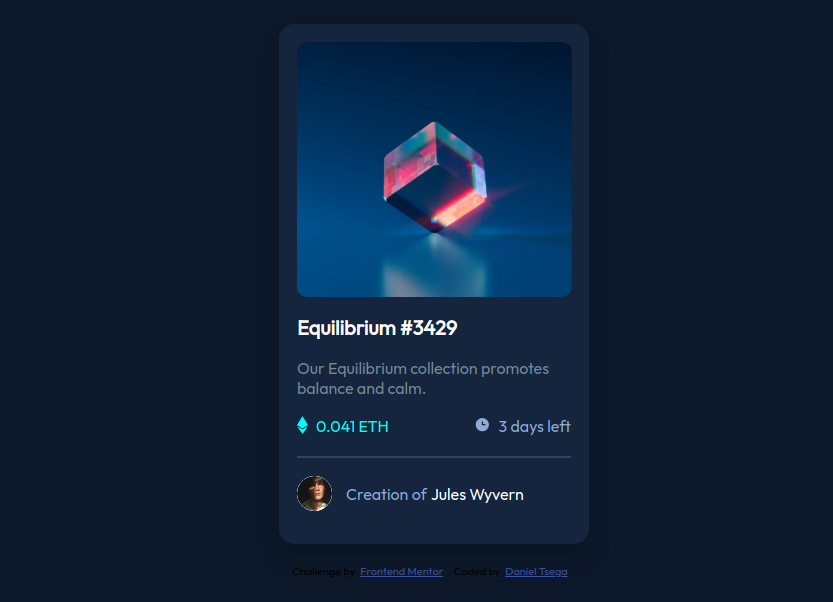 Equilibrium #3429
Our Equilibrium collection promotes
balance and calm.
0.041 ETH 3 days left
Creation of Jules Wyvern
Challenge by Frontend Mentor. Coded by Daniel Tsega.